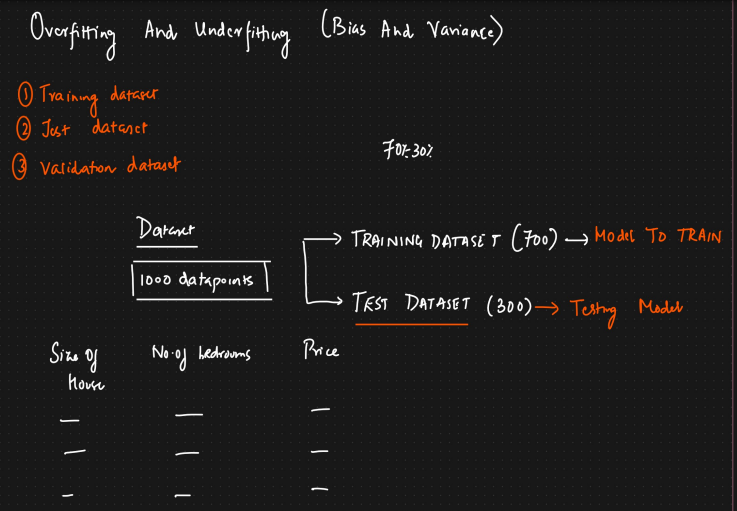 Overfitting And Underfitting (Bias And Variance)
① Training dataset
② Test dataset
③ Validation dataset
70%-30%
Dataset
1000 datapoints
TRAINING DATASET (700) → Model To TRAIN
TEST DATASET (300) → Testing Model
Size of House
No. of bedrooms
Price